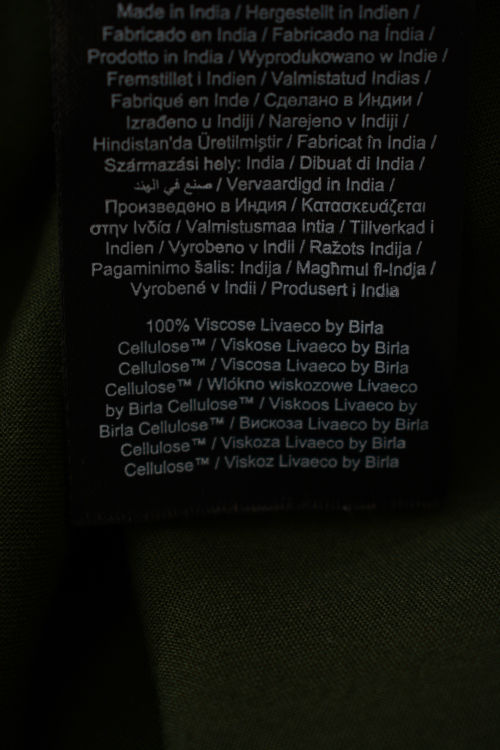 Made in India / Hergestellt in Indien /
Fabricado en India / Fabricado na Índia /
Prodotto in India / Wyprodukowano w Indie /
Fremstillet i Indien / Valmistatud Indias /
Fabriqué en Inde / Сделано в Индии /
Izrađeno u Indiji / Narejeno v Indiji /
Hindistan'da Üretilmiştir / Fabricat în India /
Származási hely: India / Dibuat di India /
صنع في الهند / Vervaardigd in India /
Произведено в Индия / Κατασκευάζεται
στην Ινδία / Valmistusmaa Intia / Tillverkad i
Indien / Vyrobeno v Indii / Ražots Indija /
Pagaminimo šalis: Indija / Magħmul fl-Indja /
Vyrobené v Indii / Produsert i India
100% Viscose Livaeco by Birla
Cellulose™ / Viskose Livaeco by Birla
Cellulose™ / Viscosa Livaeco by Birla
Cellulose™ / Wlókno wiskozowe Livaeco
by Birla Cellulose™ / Viskoos Livaeco by
Birla Cellulose™ / Вискоза Livaeco by Birla
Cellulose™ / Viskoza Livaeco by Birla
Cellulose™ / Viskoz Livaeco by Birla